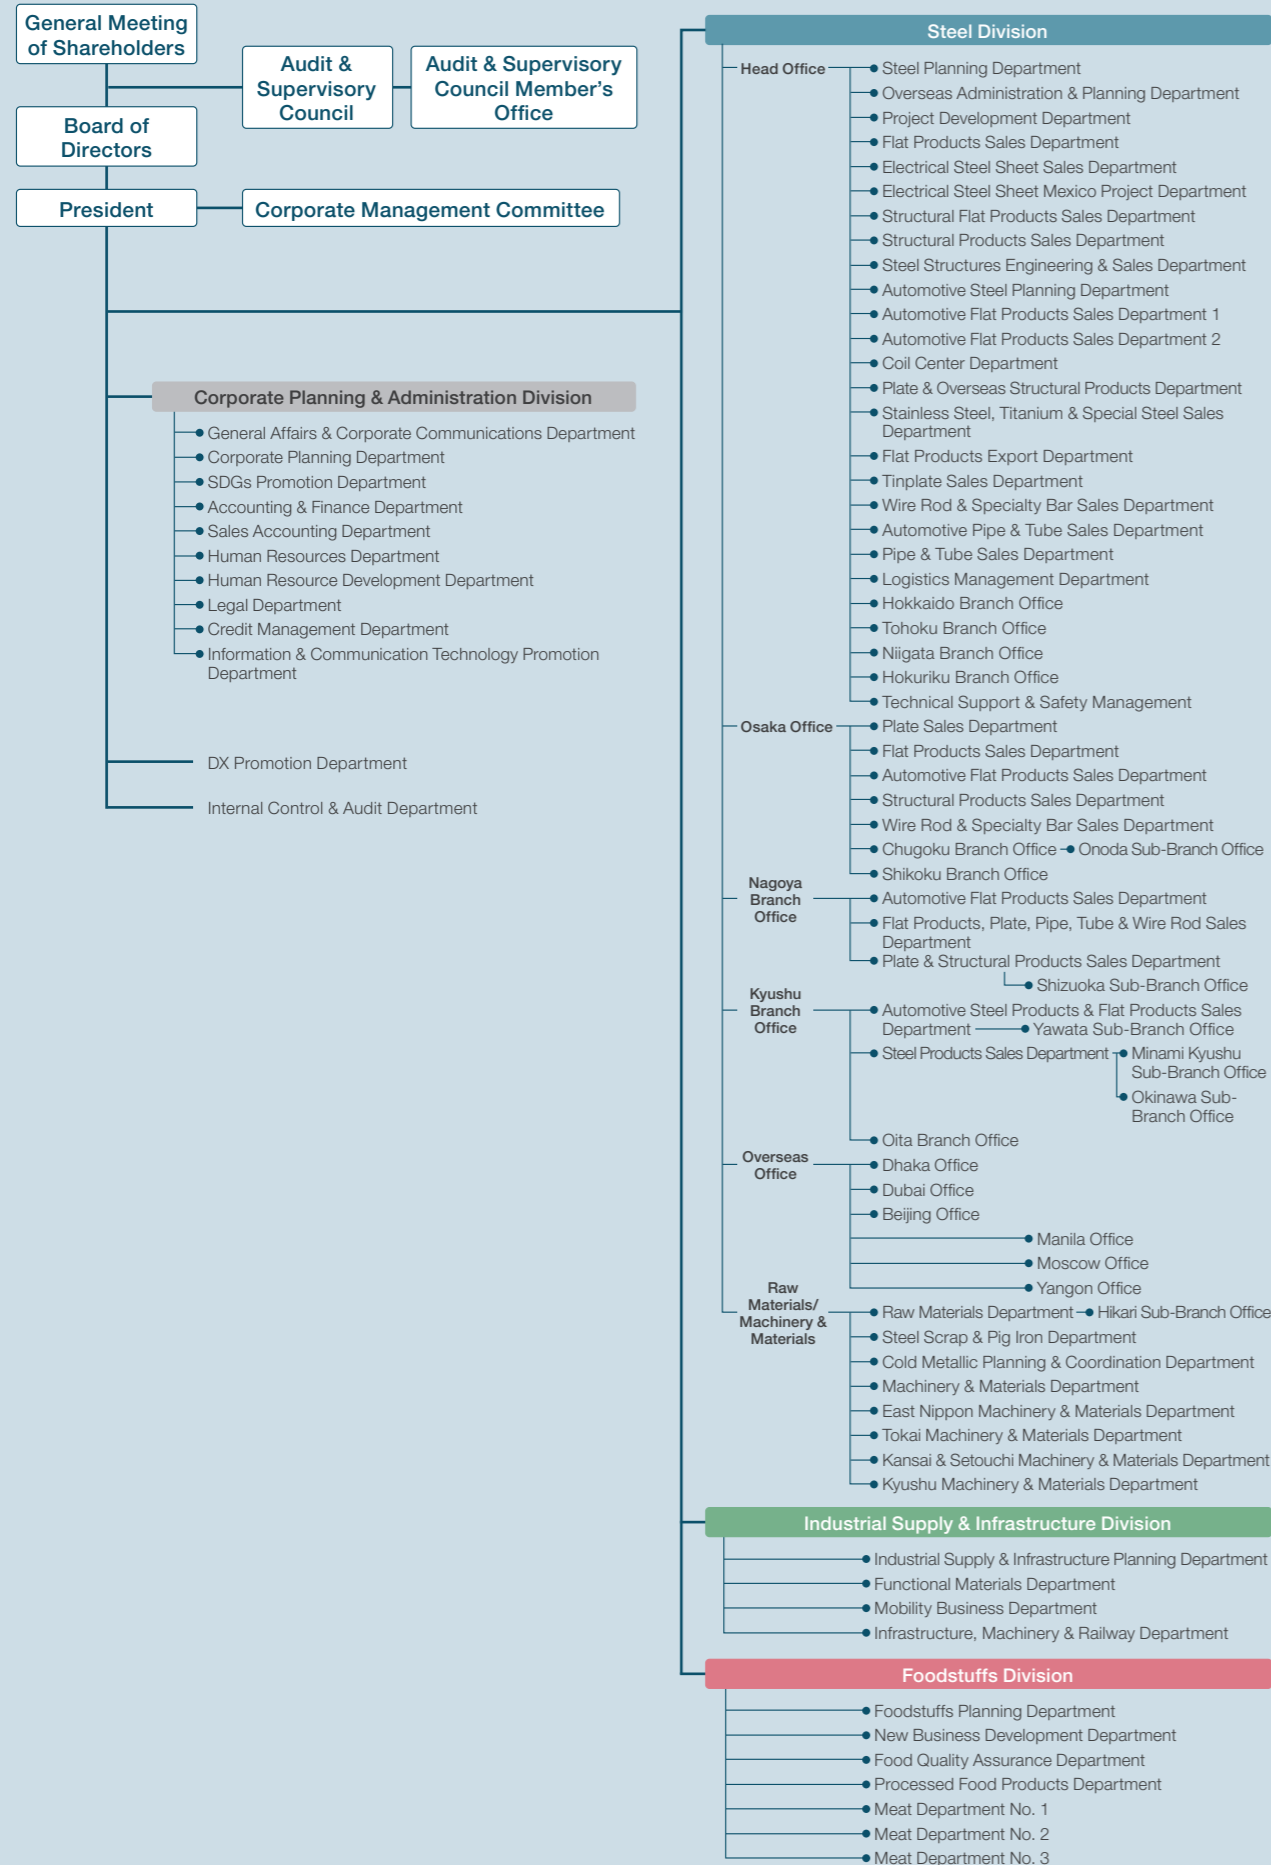 General Meeting
of Shareholders
Audit &
Supervisory
Council
Audit & Supervisory
Council Member's
Office
Board of
Directors
President
Corporate Management Committee
Corporate Planning & Administration Division
General Affairs & Corporate Communications Department
Corporate Planning Department
SDGs Promotion Department
Accounting & Finance Department
Sales Accounting Department
Human Resources Department
Human Resource Development Department
Legal Department
Credit Management Department
Information & Communication Technology Promotion
Department
DX Promotion Department
Internal Control & Audit Department
Steel Division
Head Office
Steel Planning Department
Overseas Administration & Planning Department
Project Development Department
Flat Products Sales Department
Electrical Steel Sheet Sales Department
Electrical Steel Sheet Mexico Project Department
Structural Flat Products Sales Department
Structural Products Sales Department
Steel Structures Engineering & Sales Department
Automotive Steel Planning Department
Automotive Flat Products Sales Department 1
Automotive Flat Products Sales Department 2
Coil Center Department
Plate & Overseas Structural Products Department
Stainless Steel, Titanium & Special Steel Sales
Department
Flat Products Export Department
Tinplate Sales Department
Wire Rod & Specialty Bar Sales Department
Automotive Pipe & Tube Sales Department
Pipe & Tube Sales Department
Logistics Management Department
Hokkaido Branch Office
Tohoku Branch Office
Niigata Branch Office
Hokuriku Branch Office
Technical Support & Safety Management
Osaka Office
Plate Sales Department
Flat Products Sales Department
Automotive Flat Products Sales Department
Structural Products Sales Department
Wire Rod & Specialty Bar Sales Department
Chugoku Branch Office Onoda Sub-Branch Office
Shikoku Branch Office
Nagoya
Branch
Office
Automotive Flat Products Sales Department
Flat Products, Plate, Pipe, Tube & Wire Rod Sales
Department
Plate & Structural Products Sales Department
Shizuoka Sub-Branch Office
Kyushu
Branch
Office
Automotive Steel Products & Flat Products Sales
Department Yawata Sub-Branch Office
Steel Products Sales Department
Minami Kyushu
Sub-Branch Office
Okinawa Sub-
Branch Office
Oita Branch Office
Overseas
Office
Dhaka Office
Dubai Office
Beijing Office
Manila Office
Moscow Office
Yangon Office
Raw
Materials/
Machinery &
Materials
Raw Materials Department Hikari Sub-Branch Office
Steel Scrap & Pig Iron Department
Cold Metallic Planning & Coordination Department
Machinery & Materials Department
East Nippon Machinery & Materials Department
Tokai Machinery & Materials Department
Kansai & Setouchi Machinery & Materials Department
Kyushu Machinery & Materials Department
Industrial Supply & Infrastructure Division
Industrial Supply & Infrastructure Planning Department
Functional Materials Department
Mobility Business Department
Infrastructure, Machinery & Railway Department
Foodstuffs Division
Foodstuffs Planning Department
New Business Development Department
Food Quality Assurance Department
Processed Food Products Department
Meat Department No. 1
Meat Department No. 2
Meat Department No. 3